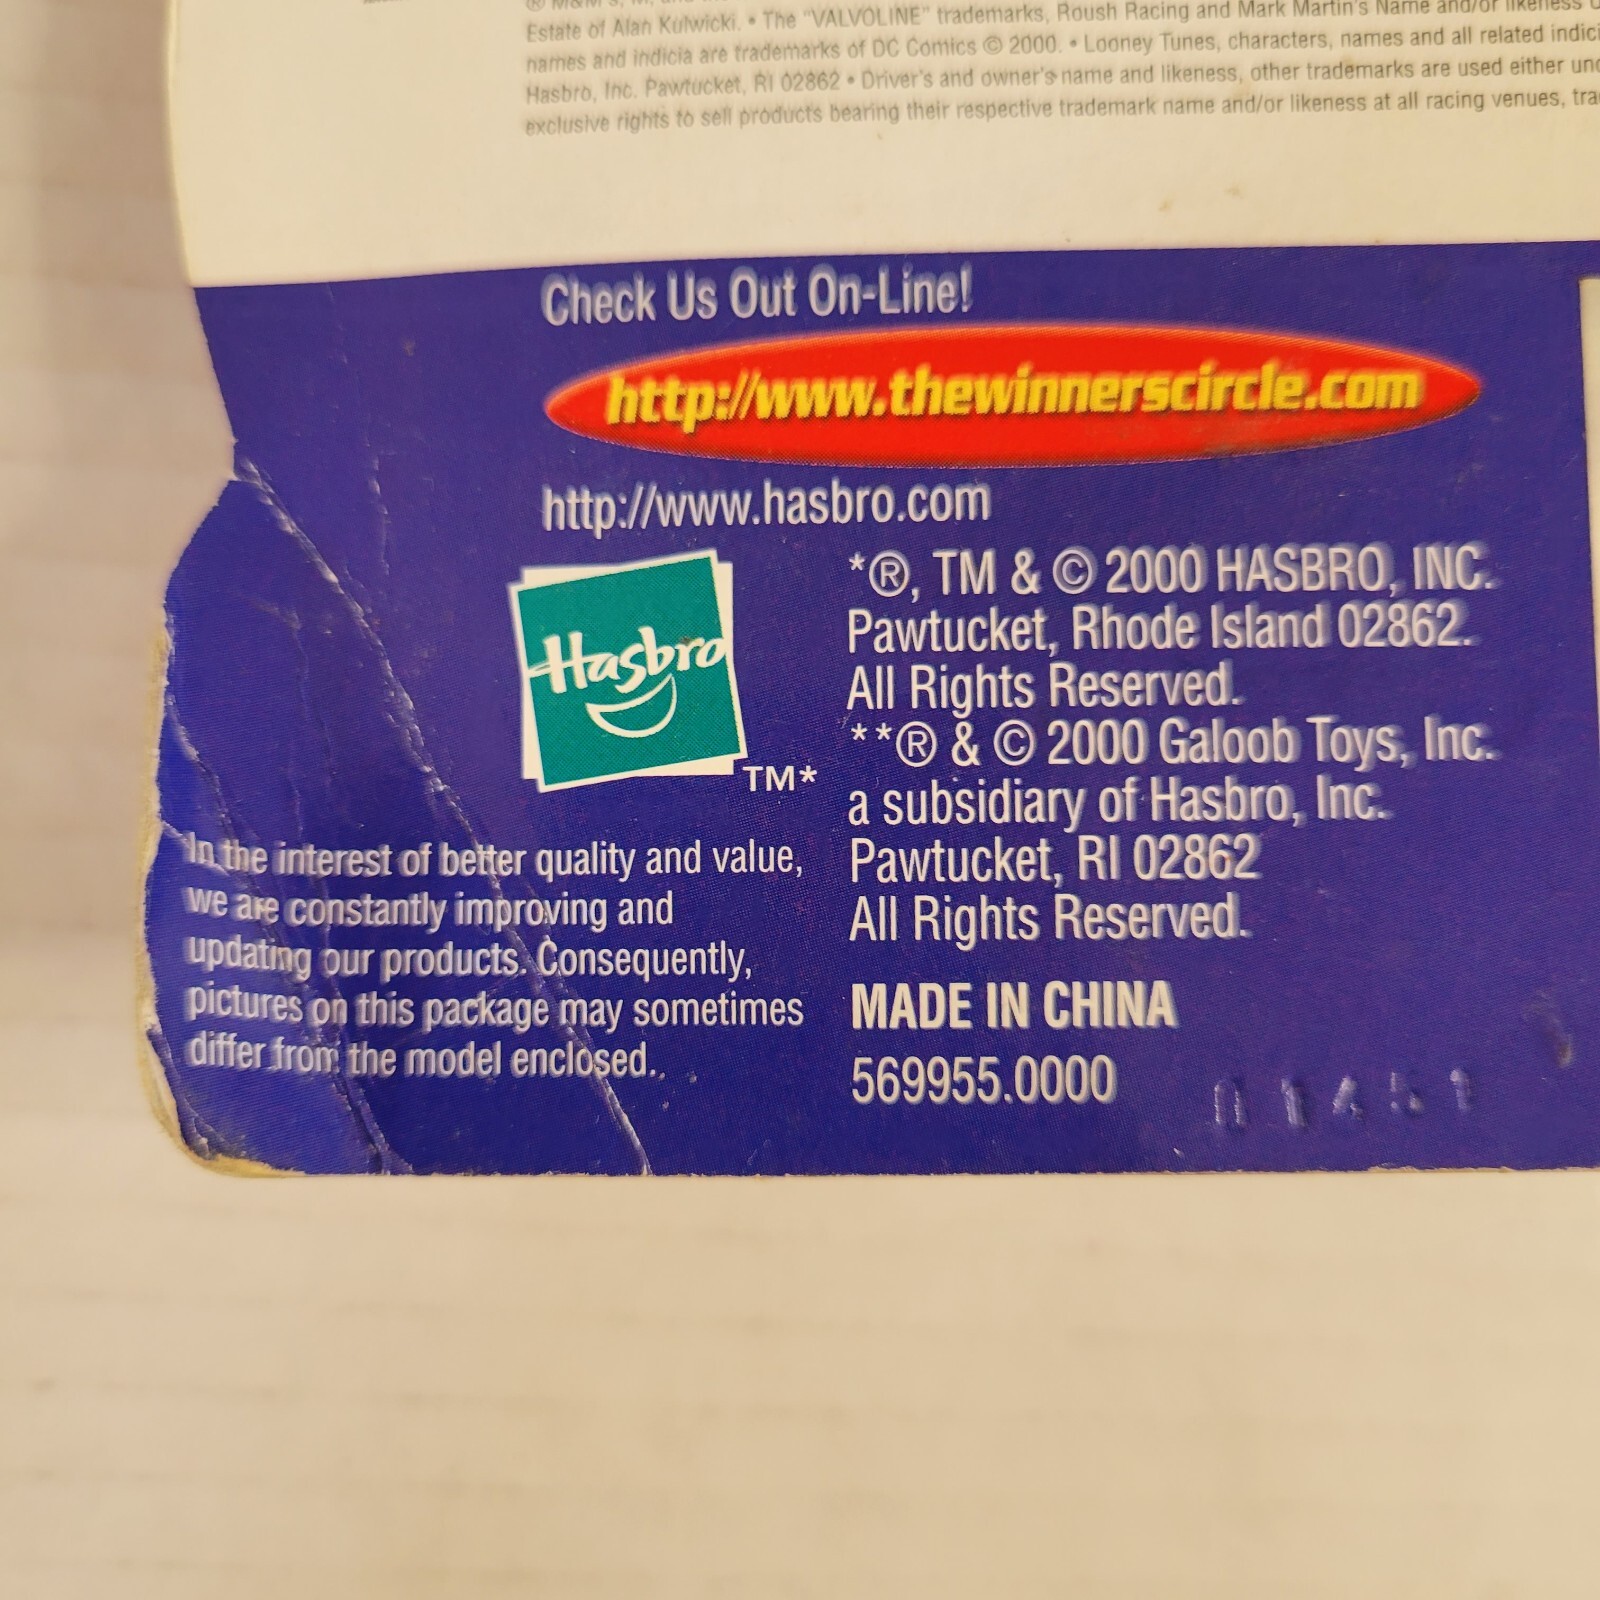 Estate of Alan Kulwicki. • The "VALVOLINE" trademarks, Roush Racing and Mark Martin's Name and/or likeness
names and indicia are trademarks of DC Comics © 2000. • Looney Tunes, characters, names and all related
Hasbro, Inc. Pawtucket, RI 02862 • Driver's and owner's name and likeness, other trademarks are used either
exclusive rights to sell products bearing their respective trademark name and/or likeness at all racing venues,
Check Us Out On-Line!
http://www.thewinnerscircle.com
http://www.hasbro.com
Hasbro
TM*
*®, TM & © 2000 HASBRO, INC.
Pawtucket, Rhode Island 02862.
All Rights Reserved.
**® & © 2000 Galoob Toys, Inc.
a subsidiary of Hasbro, Inc.
Pawtucket, RI 02862
All Rights Reserved.
MADE IN CHINA
569955.0000
01451
In the interest of better quality and value,
we are constantly improving and
updating our products. Consequently,
pictures on this package may sometimes
differ from the model enclosed..